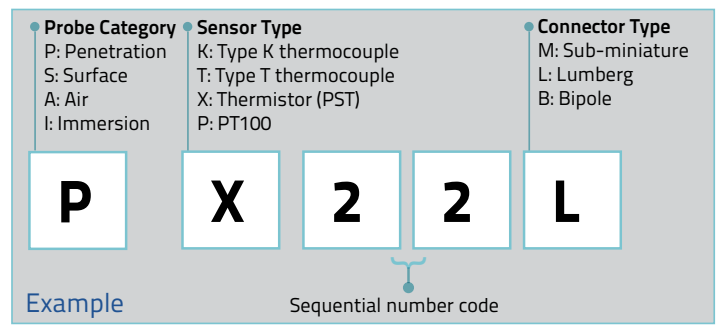 Probe Category
P: Penetration
S: Surface
A: Air
I: Immersion
Sensor Type
K: Type K thermocouple
T: Type T thermocouple
X: Thermistor (PST)
P: PT100
Connector Type
M: Sub-miniature
L: Lumberg
B: Bipole
P X 2 2 L
Example
Sequential number code